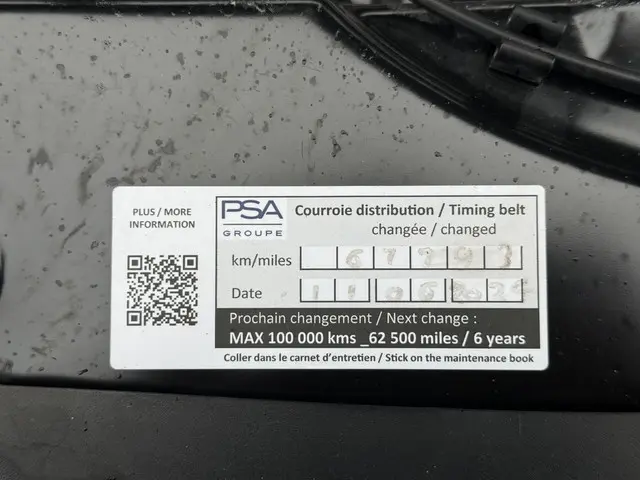 PLUS / MORE
INFORMATION
PSA
GROUPE
Courroie distribution / Timing belt
changée / changed
km/miles
Date
Prochain changement / Next change :
MAX 100 000 kms _62 500 miles / 6 years
Coller dans le carnet d'entretien / Stick on the maintenance book